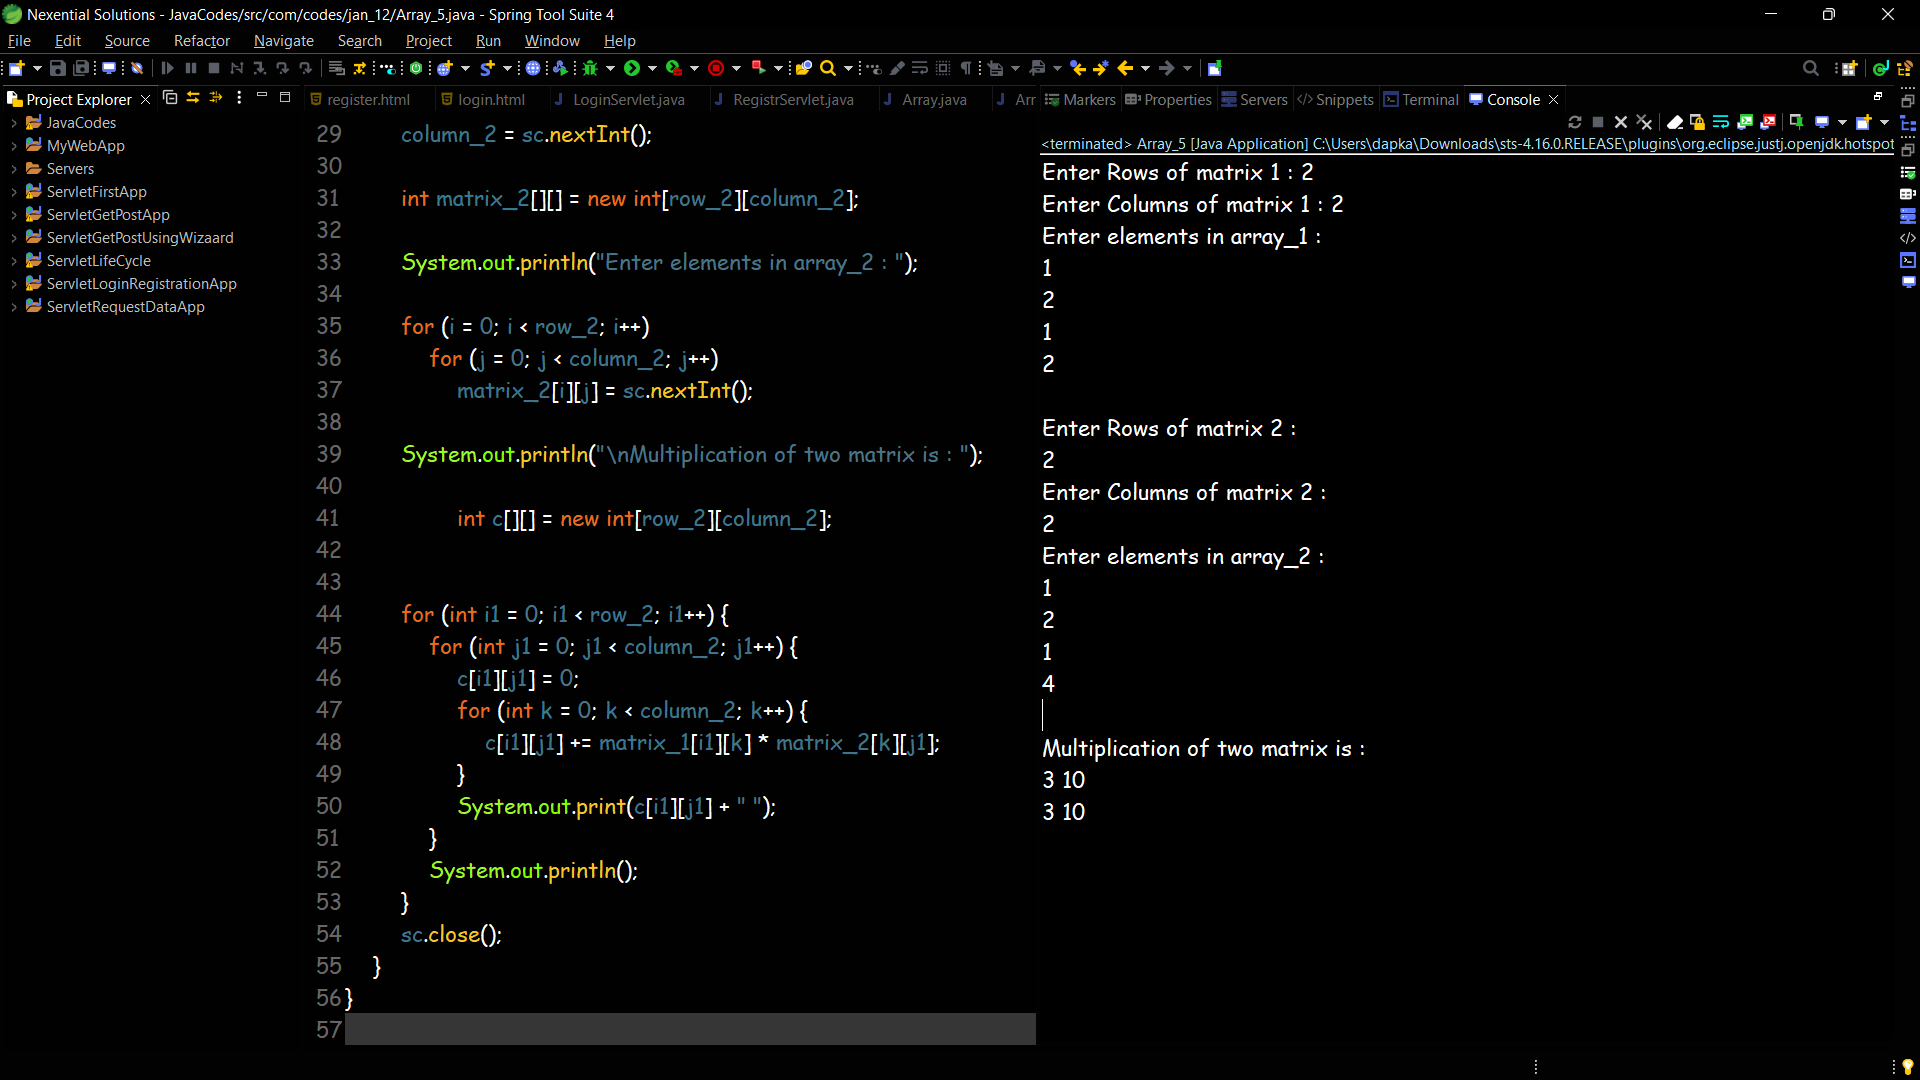 Nexential Solutions - JavaCodes/src/com/codes/jan_12/Array_5.java - Spring Tool Suite 4
File Edit Source Refactor Navigate Search Project Run Window Help
Project Explorer
JavaCodes
MyWebApp
Servers
ServletFirstApp
ServletGetPostApp
ServletGetPostUsingWizaard
ServletLifeCycle
ServletLoginRegistrationApp
ServletRequestDataApp
register.html login.html LoginServlet.java RegistrServlet.java Array.java Arr
29 column_2 = sc.nextInt();
30
31 int matrix_2[][] = new int[row_2][column_2];
32
33 System.out.println("Enter elements in array_2 : ");
34
35 for (i = 0; i < row_2; i++)
36 for (j = 0; j < column_2; j++)
37 matrix_2[i][j] = sc.nextInt();
38
39 System.out.println("\nMultiplication of two matrix is : ");
40
41 int c[][] = new int[row_2][column_2];
42
43
44 for (int i1 = 0; i1 < row_2; i1++) {
45 for (int j1 = 0; j1 < column_2; j1++) {
46 c[i1][j1] = 0;
47 for (int k = 0; k < column_2; k++) {
48 c[i1][j1] += matrix_1[i1][k] * matrix_2[k][j1];
49 }
50 System.out.print(c[i1][j1] + " ");
51 }
52 System.out.println();
53 }
54 sc.close();
55 }
56 }
57
Markers Properties Servers Snippets Terminal Console
<terminated> Array_5 [Java Application] C:\Users\dapka\Downloads\sts-4.16.0.RELEASE\plugins\org.eclipse.justj.openjdk.hotspot
Enter Rows of matrix 1 : 2
Enter Columns of matrix 1 : 2
Enter elements in array_1 :
1
2
1
2
Enter Rows of matrix 2 :
2
Enter Columns of matrix 2 :
2
Enter elements in array_2 :
1
2
1
4
Multiplication of two matrix is :
3 10
3 10